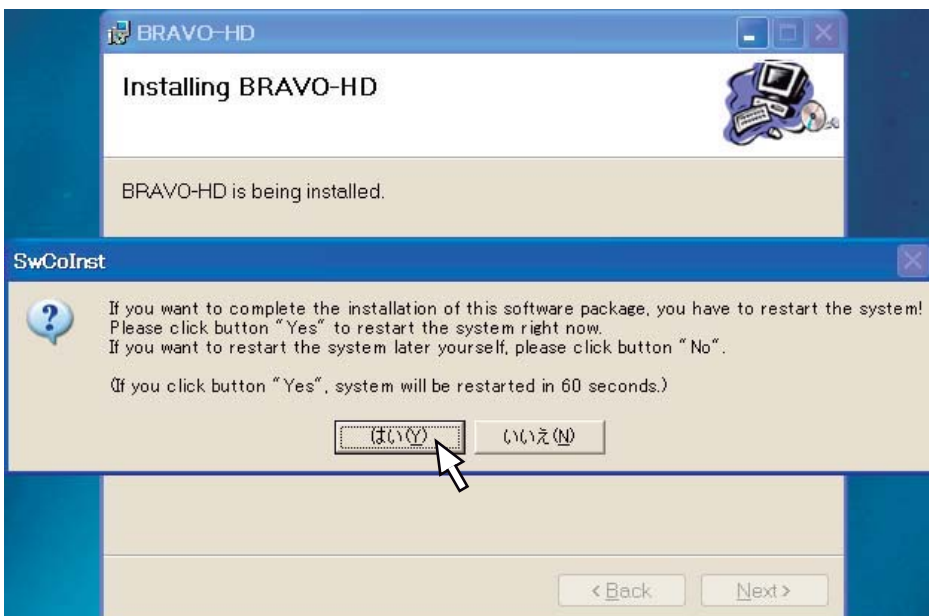 BRAVO-HD
Installing BRAVO-HD
BRAVO-HD is being installed.
SwCoInst
If you want to complete the installation of this software package, you have to restart the system!
Please click button "Yes" to restart the system right now.
If you want to restart the system later yourself, please click button "No".
(If you click button "Yes", system will be restarted in 60 seconds.)
はい(Y) いいえ(N)
< Back Next >